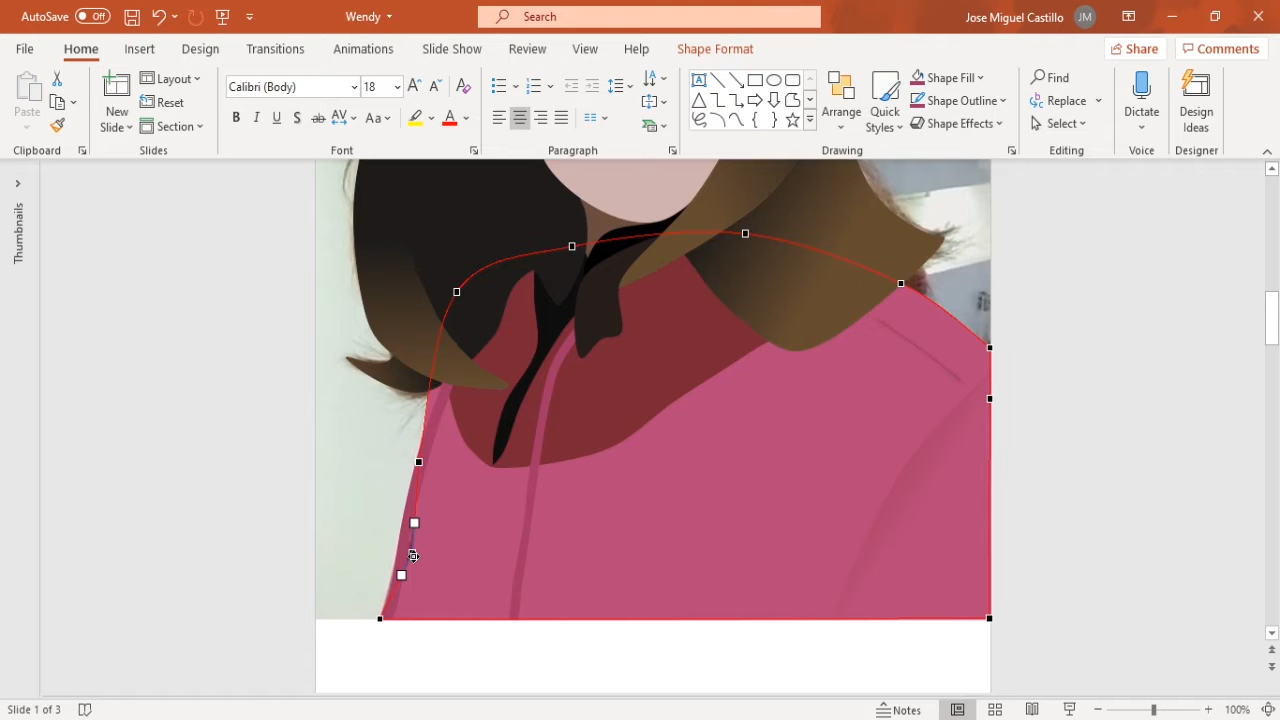 AutoSave Off Wendy Search Jose Miguel Castillo JM
File Home Insert Design Transitions Animations Slide Show Review View Help Shape Format Share Comments
Paste New Slide Layout Reset Section Calibri (Body) 18 Arrange Quick Styles Shape Fill Shape Outline Shape Effects Find Replace Select Dictate Design Ideas
Clipboard Slides Font Paragraph Drawing Editing Voice Designer
Thumbnails
Slide 1 of 3 Notes 100%